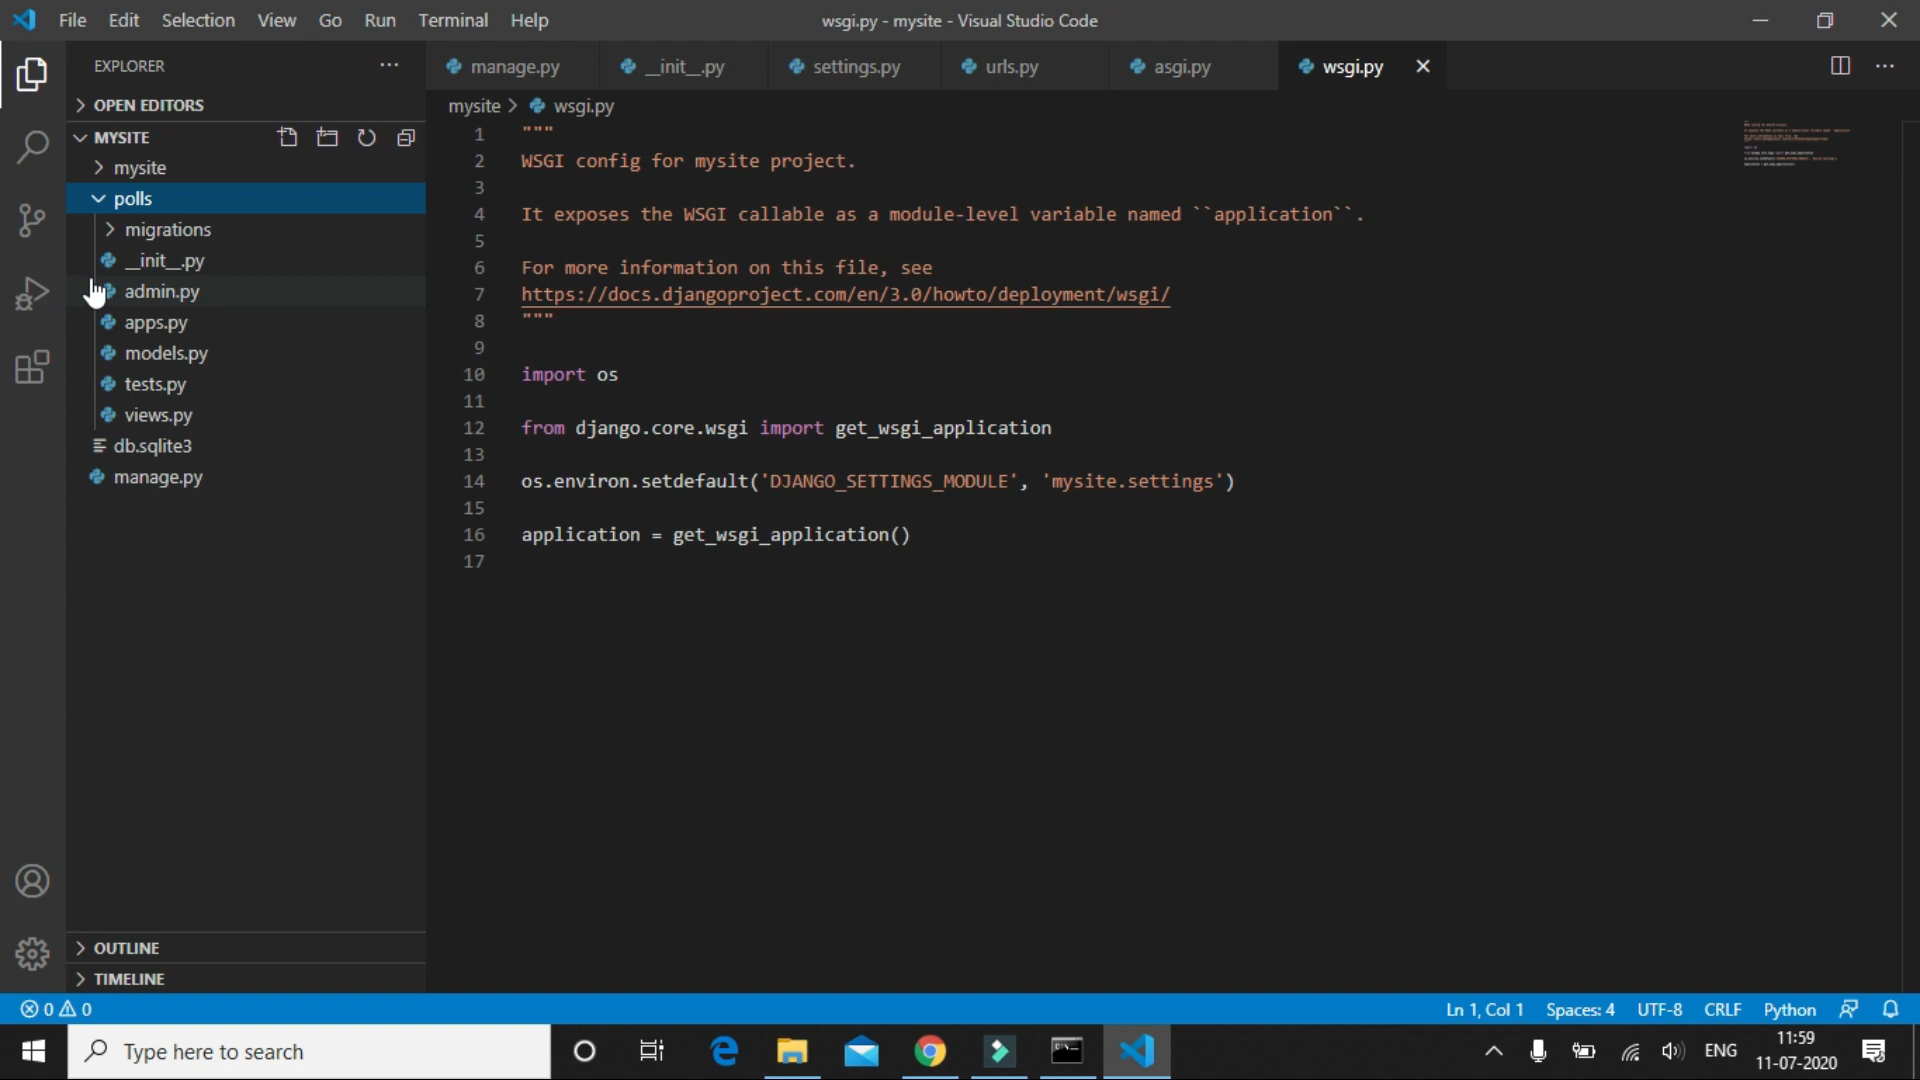 File Edit Selection View Go Run Terminal Help
wsgi.py - mysite - Visual Studio Code
EXPLORER
manage.py
__init__.py
settings.py
urls.py
asgi.py
wsgi.py
OPEN EDITORS
mysite > wsgi.py
MYSITE
mysite
polls
migrations
__init__.py
admin.py
apps.py
models.py
tests.py
views.py
db.sqlite3
manage.py
OUTLINE
TIMELINE
1 """
2 WSGI config for mysite project.
3
4 It exposes the WSGI callable as a module-level variable named ``application``.
5
6 For more information on this file, see
7 https://docs.djangoproject.com/en/3.0/howto/deployment/wsgi/
8 """
9
10 import os
11
12 from django.core.wsgi import get_wsgi_application
13
14 os.environ.setdefault('DJANGO_SETTINGS_MODULE', 'mysite.settings')
15
16 application = get_wsgi_application()
17
0 0
Ln 1, Col 1 Spaces: 4 UTF-8 CRLF Python
Type here to search
ENG
11:59
11-07-2020